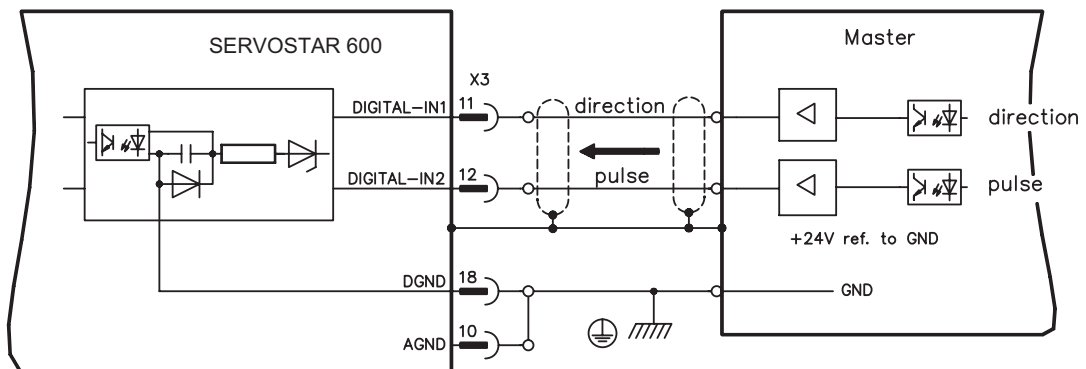 SERVOSTAR 600
Master
X3
DIGITAL-IN1
11
direction
direction
DIGITAL-IN2
12
pulse
pulse
+24V ref. to GND
DGND
18
GND
AGND
10